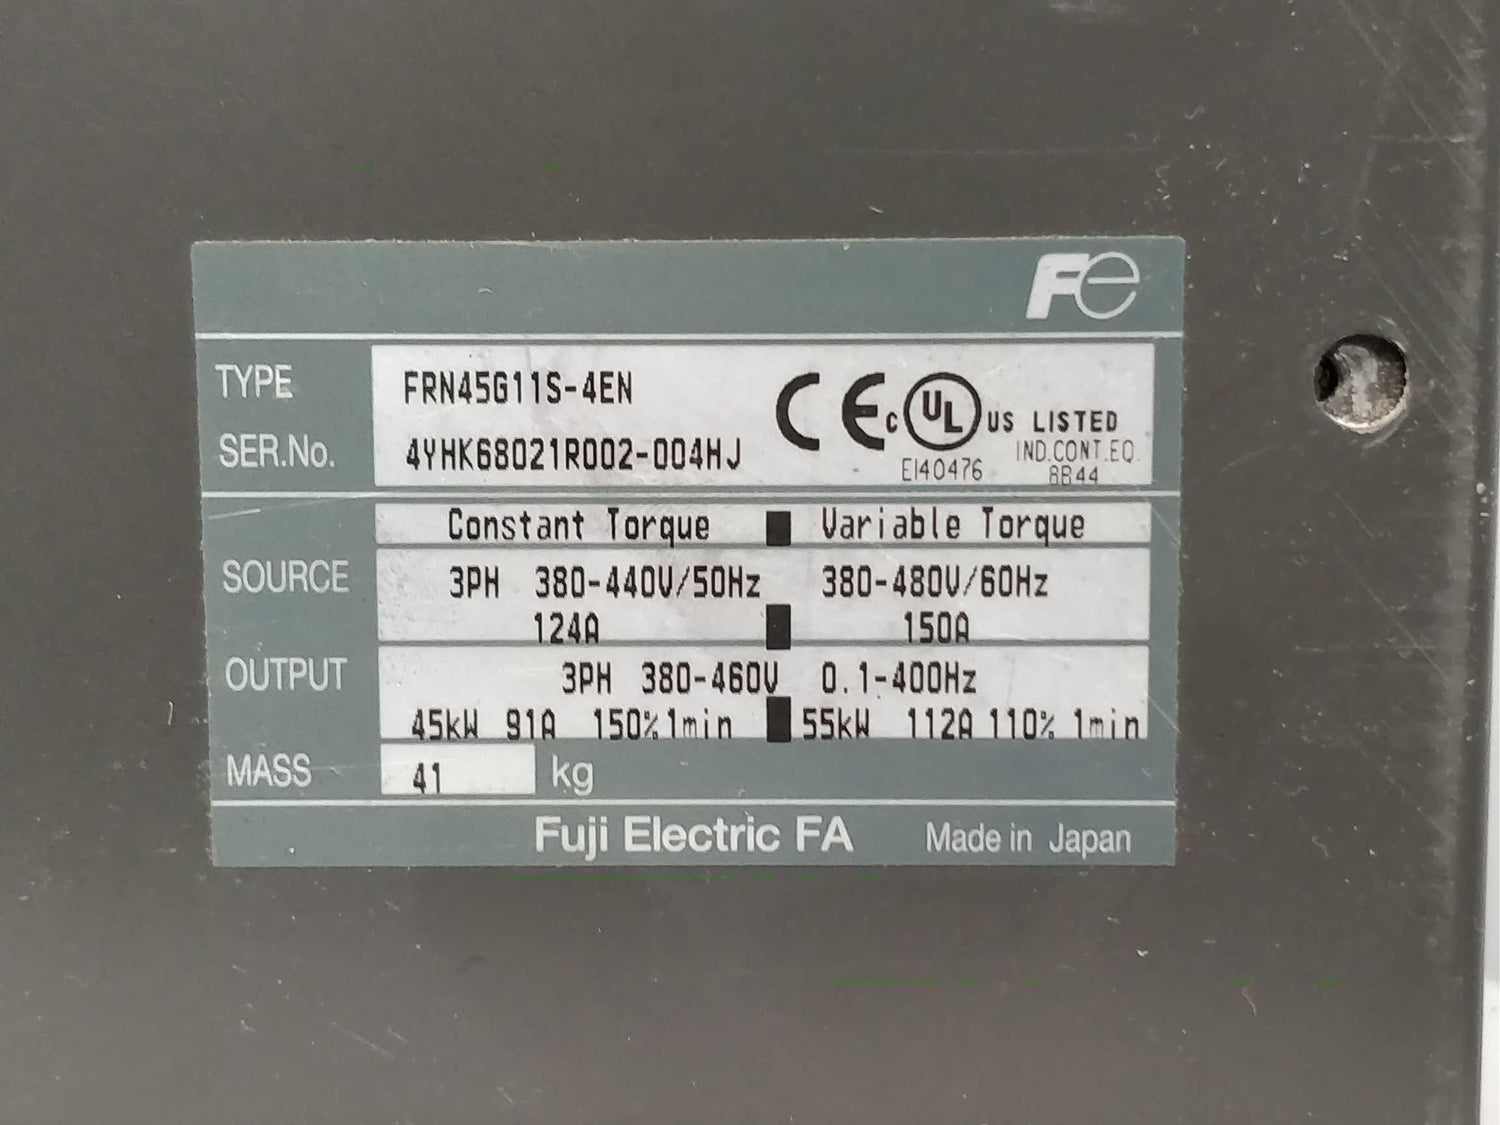 Fe
TYPE FRN45G11S-4EN
SER.No. 4YHK68021R002-004HJ
CE c UL US LISTED
E140476 IND.CONT.EQ.
8B44
Constant Torque ■ Variable Torque
SOURCE 3PH 380-440V/50Hz 380-480V/60Hz
124A ■ 150A
OUTPUT 3PH 380-460V 0.1-400Hz
45kW 91A 150% 1min ■ 55kW 112A 110% 1min
MASS 41 kg
Fuji Electric FA Made in Japan